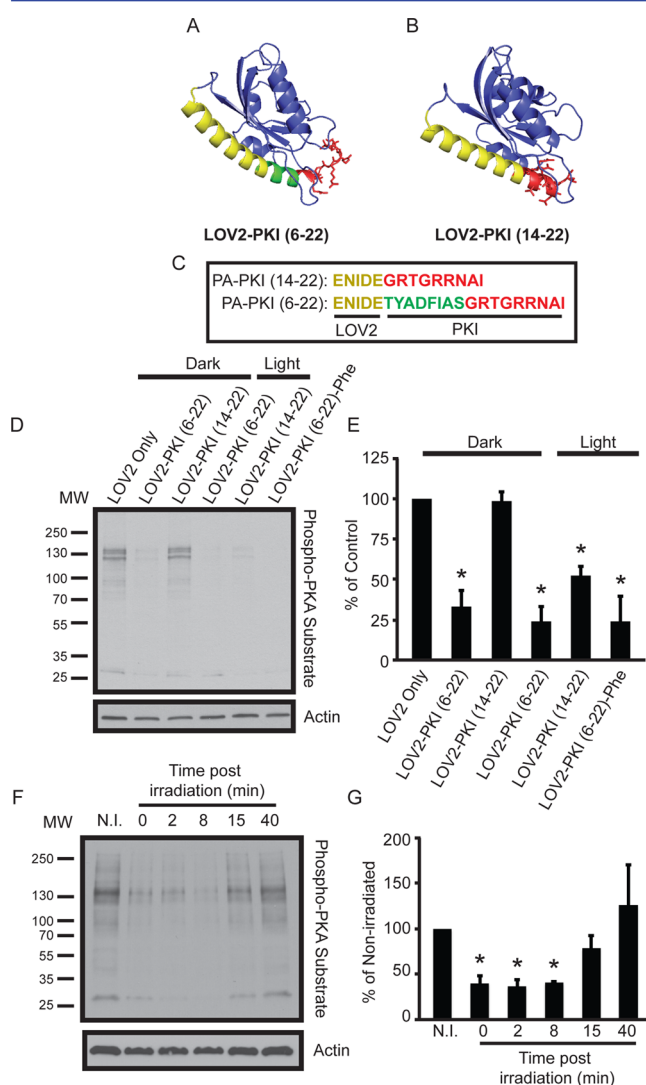 A
B
LOV2-PKI (6-22)
LOV2-PKI (14-22)
C
PA-PKI (14-22): ENIDEGRTGRRNAI
PA-PKI (6-22): ENIDETYADFIASGRTGRRNAI
LOV2
PKI
D
Dark
Light
LOV2 Only
LOV2-PKI (6-22)
LOV2-PKI (14-22)
LOV2-PKI (6-22)
LOV2-PKI (14-22)
LOV2-PKI (6-22)-Phe
MW
250
130
100
70
55
35
25
Phospho-PKA Substrate
Actin
E
Dark
Light
% of Control
125
100
75
50
25
0
*
*
*
*
LOV2 Only
LOV2-PKI (6-22)
LOV2-PKI (14-22)
LOV2-PKI (6-22)
LOV2-PKI (14-22)
LOV2-PKI (6-22)-Phe
F
Time post
irradiation (min)
MW
N.I. 0 2 8 15 40
250
130
100
70
55
35
25
Phospho-PKA Substrate
Actin
G
% of Non-irradiated
200
150
100
50
0
* * *
N.I. 0 2 8 15 40
Time post
irradiation (min)